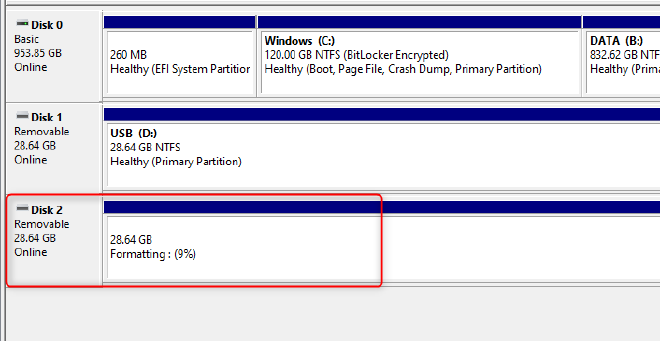 Disk 0
Basic
953.85 GB
Online
260 MB
Healthy (EFI System Partition
Windows (C:)
120.00 GB NTFS (BitLocker Encrypted)
Healthy (Boot, Page File, Crash Dump, Primary Partition)
DATA (B:)
832.62 GB NTF
Healthy (Prima
Disk 1
Removable
28.64 GB
Online
USB (D:)
28.64 GB NTFS
Healthy (Primary Partition)
Disk 2
Removable
28.64 GB
Online
28.64 GB
Formatting : (9%)